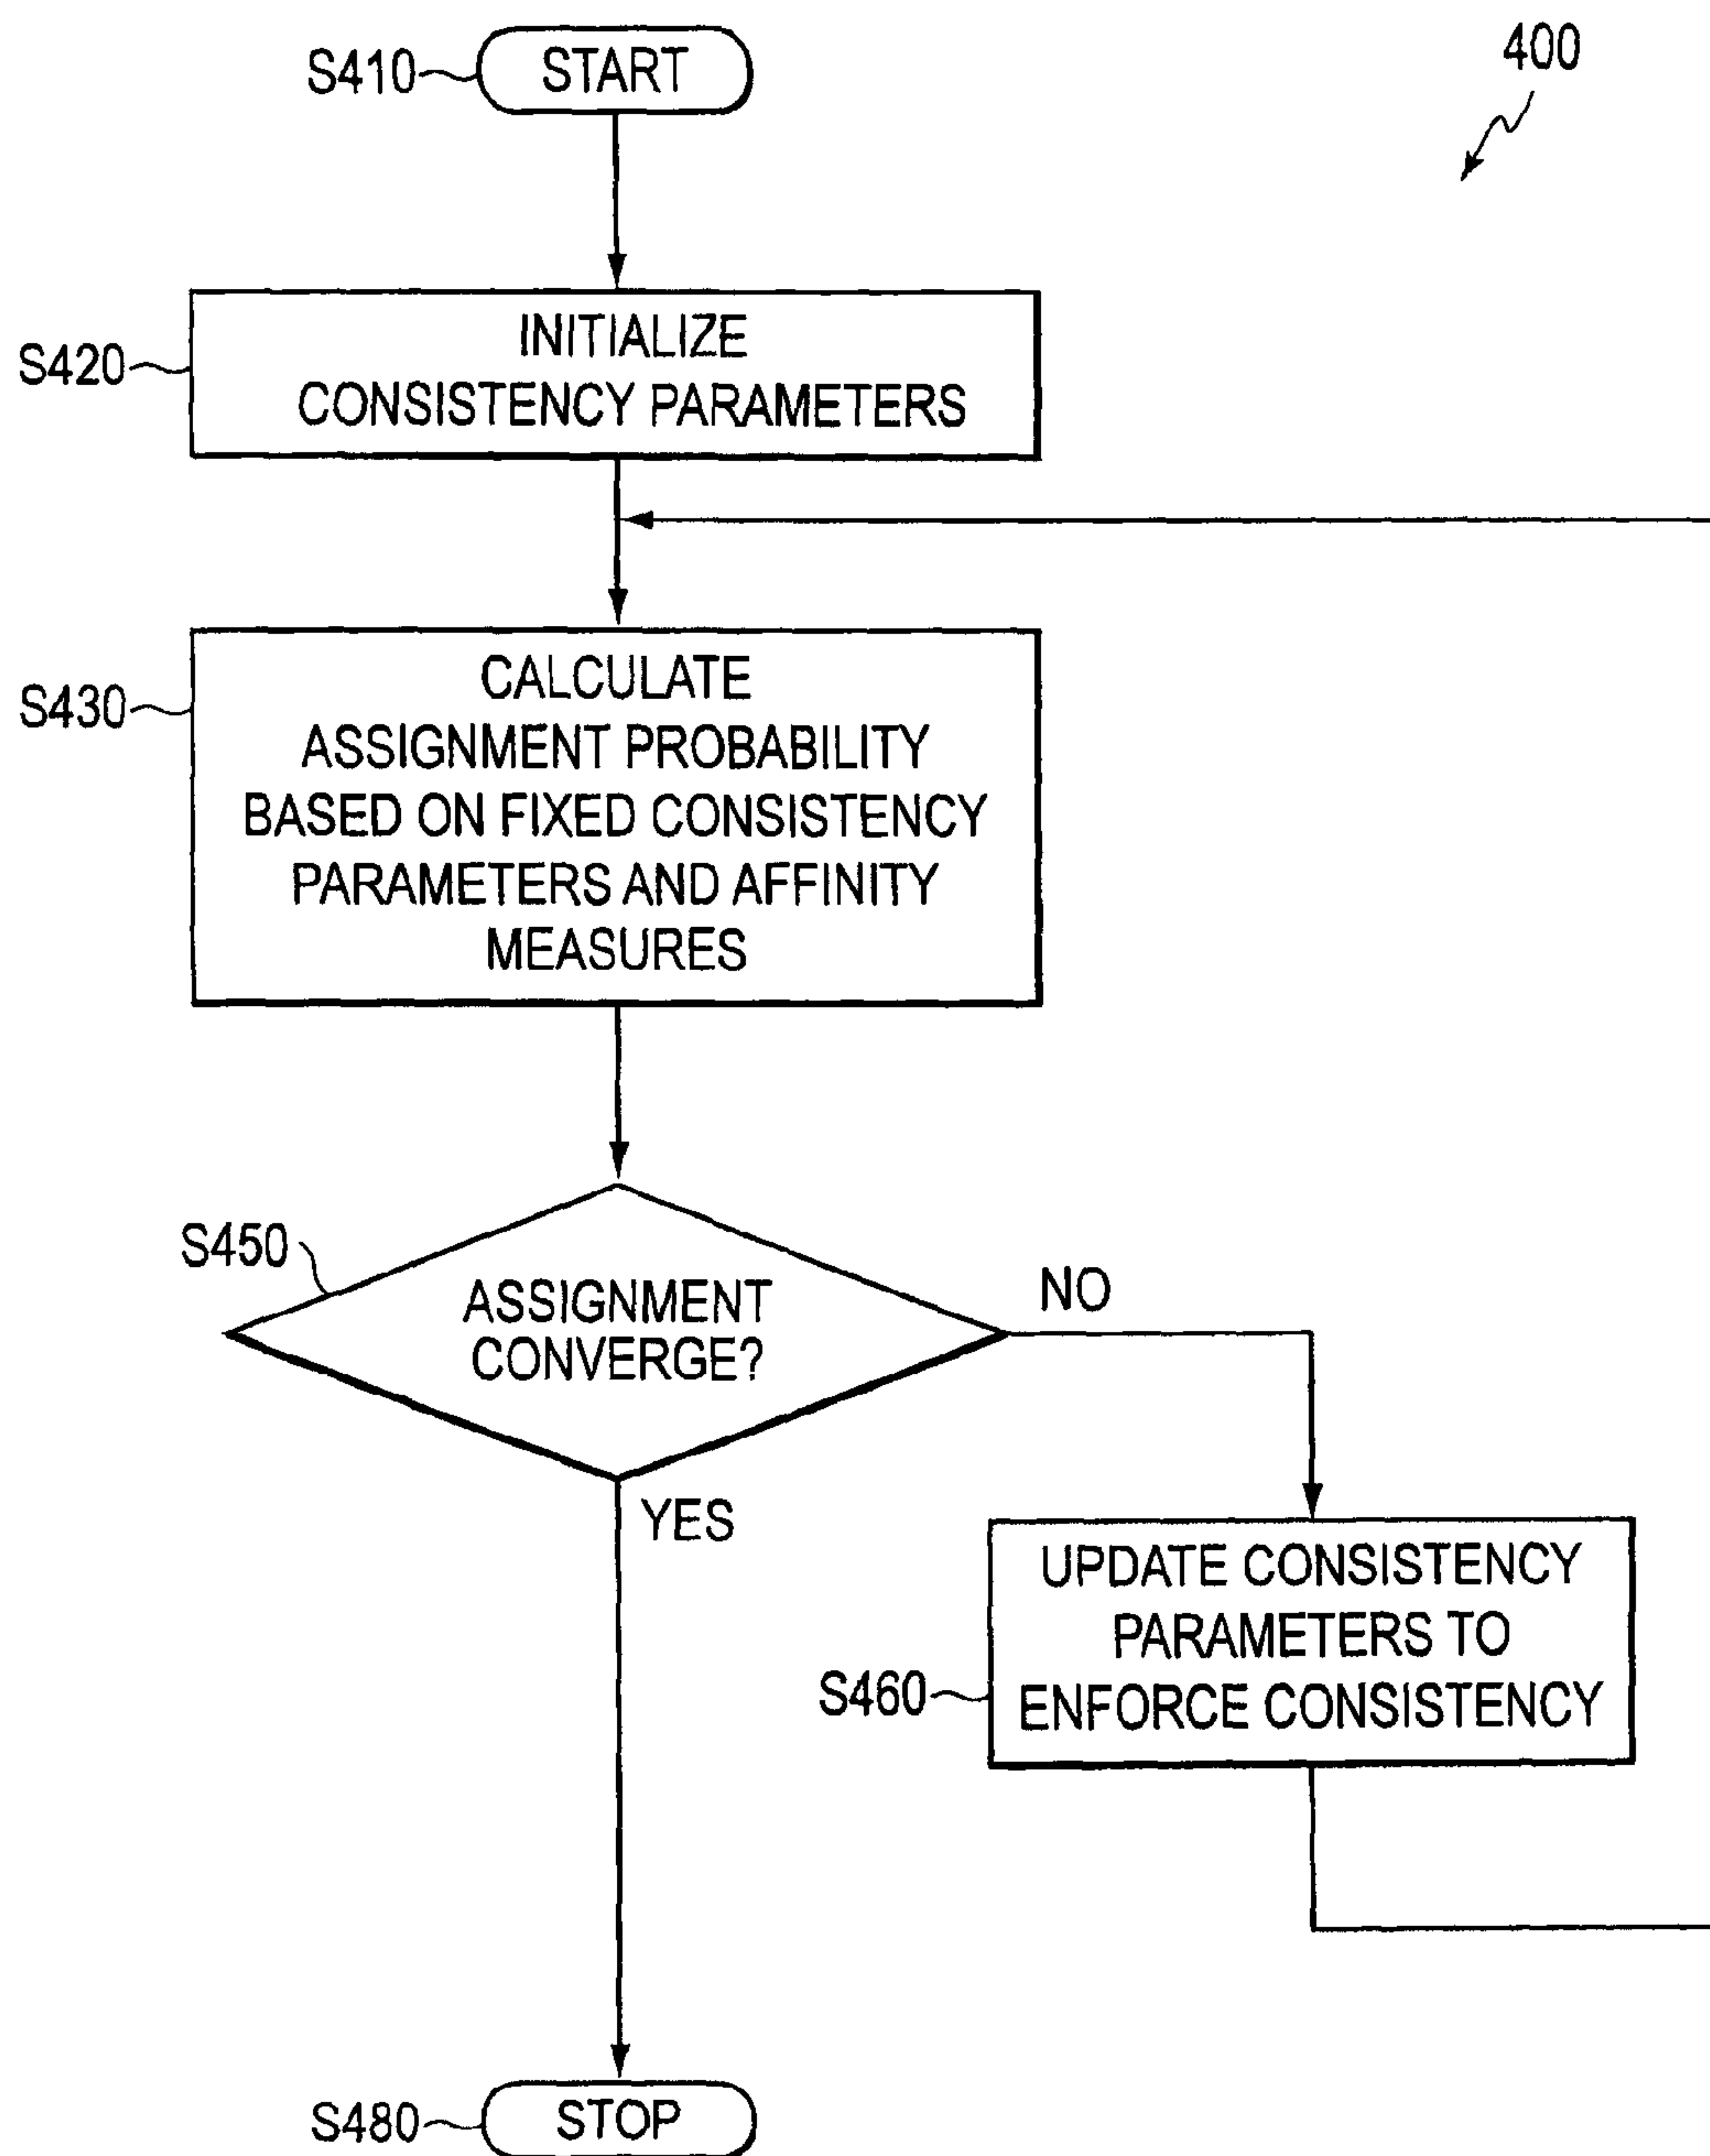 400
S410
START
S420
INITIALIZE
CONSISTENCY PARAMETERS
S430
CALCULATE
ASSIGNMENT PROBABILITY
BASED ON FIXED CONSISTENCY
PARAMETERS AND AFFINITY
MEASURES
S450
ASSIGNMENT
CONVERGE?
NO
YES
UPDATE CONSISTENCY
PARAMETERS TO
ENFORCE CONSISTENCY
S460
S480
STOP